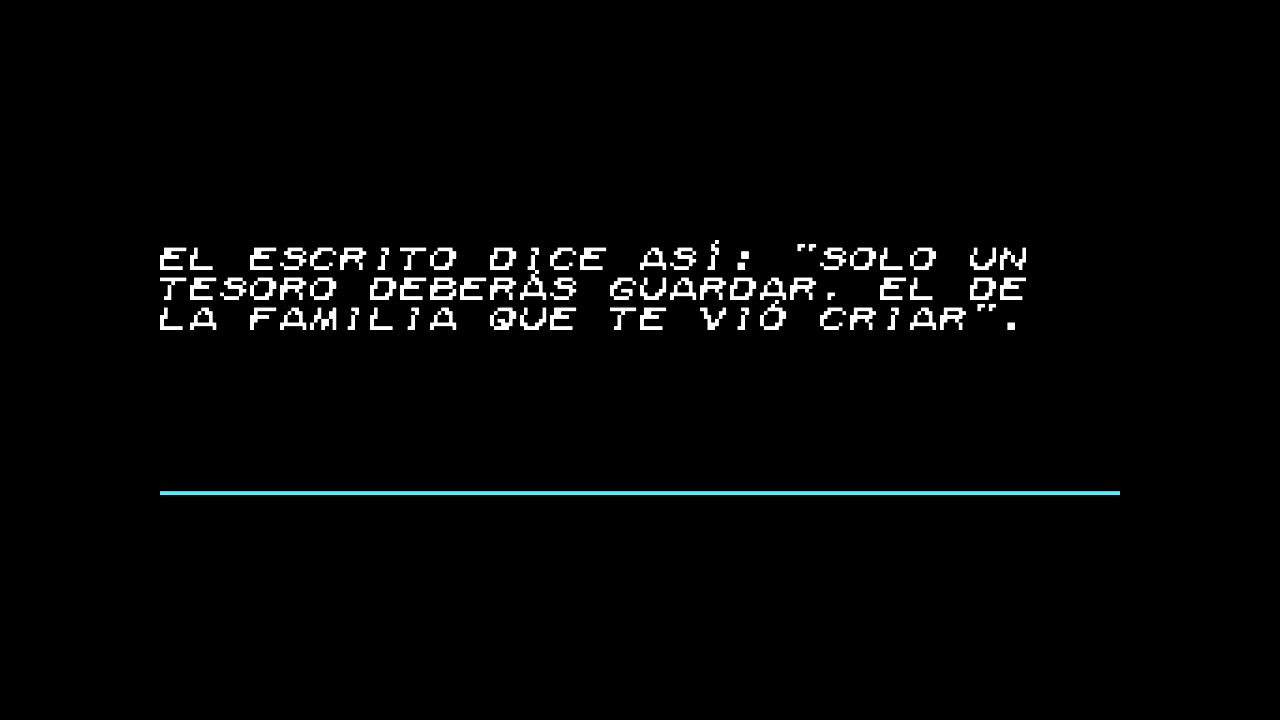 EL ESCRITO DICE ASÍ: "SOLO UN
TESORO DEBERÁS GUARDAR, EL DE
LA FAMILIA QUE TE VIÓ CRIAR".